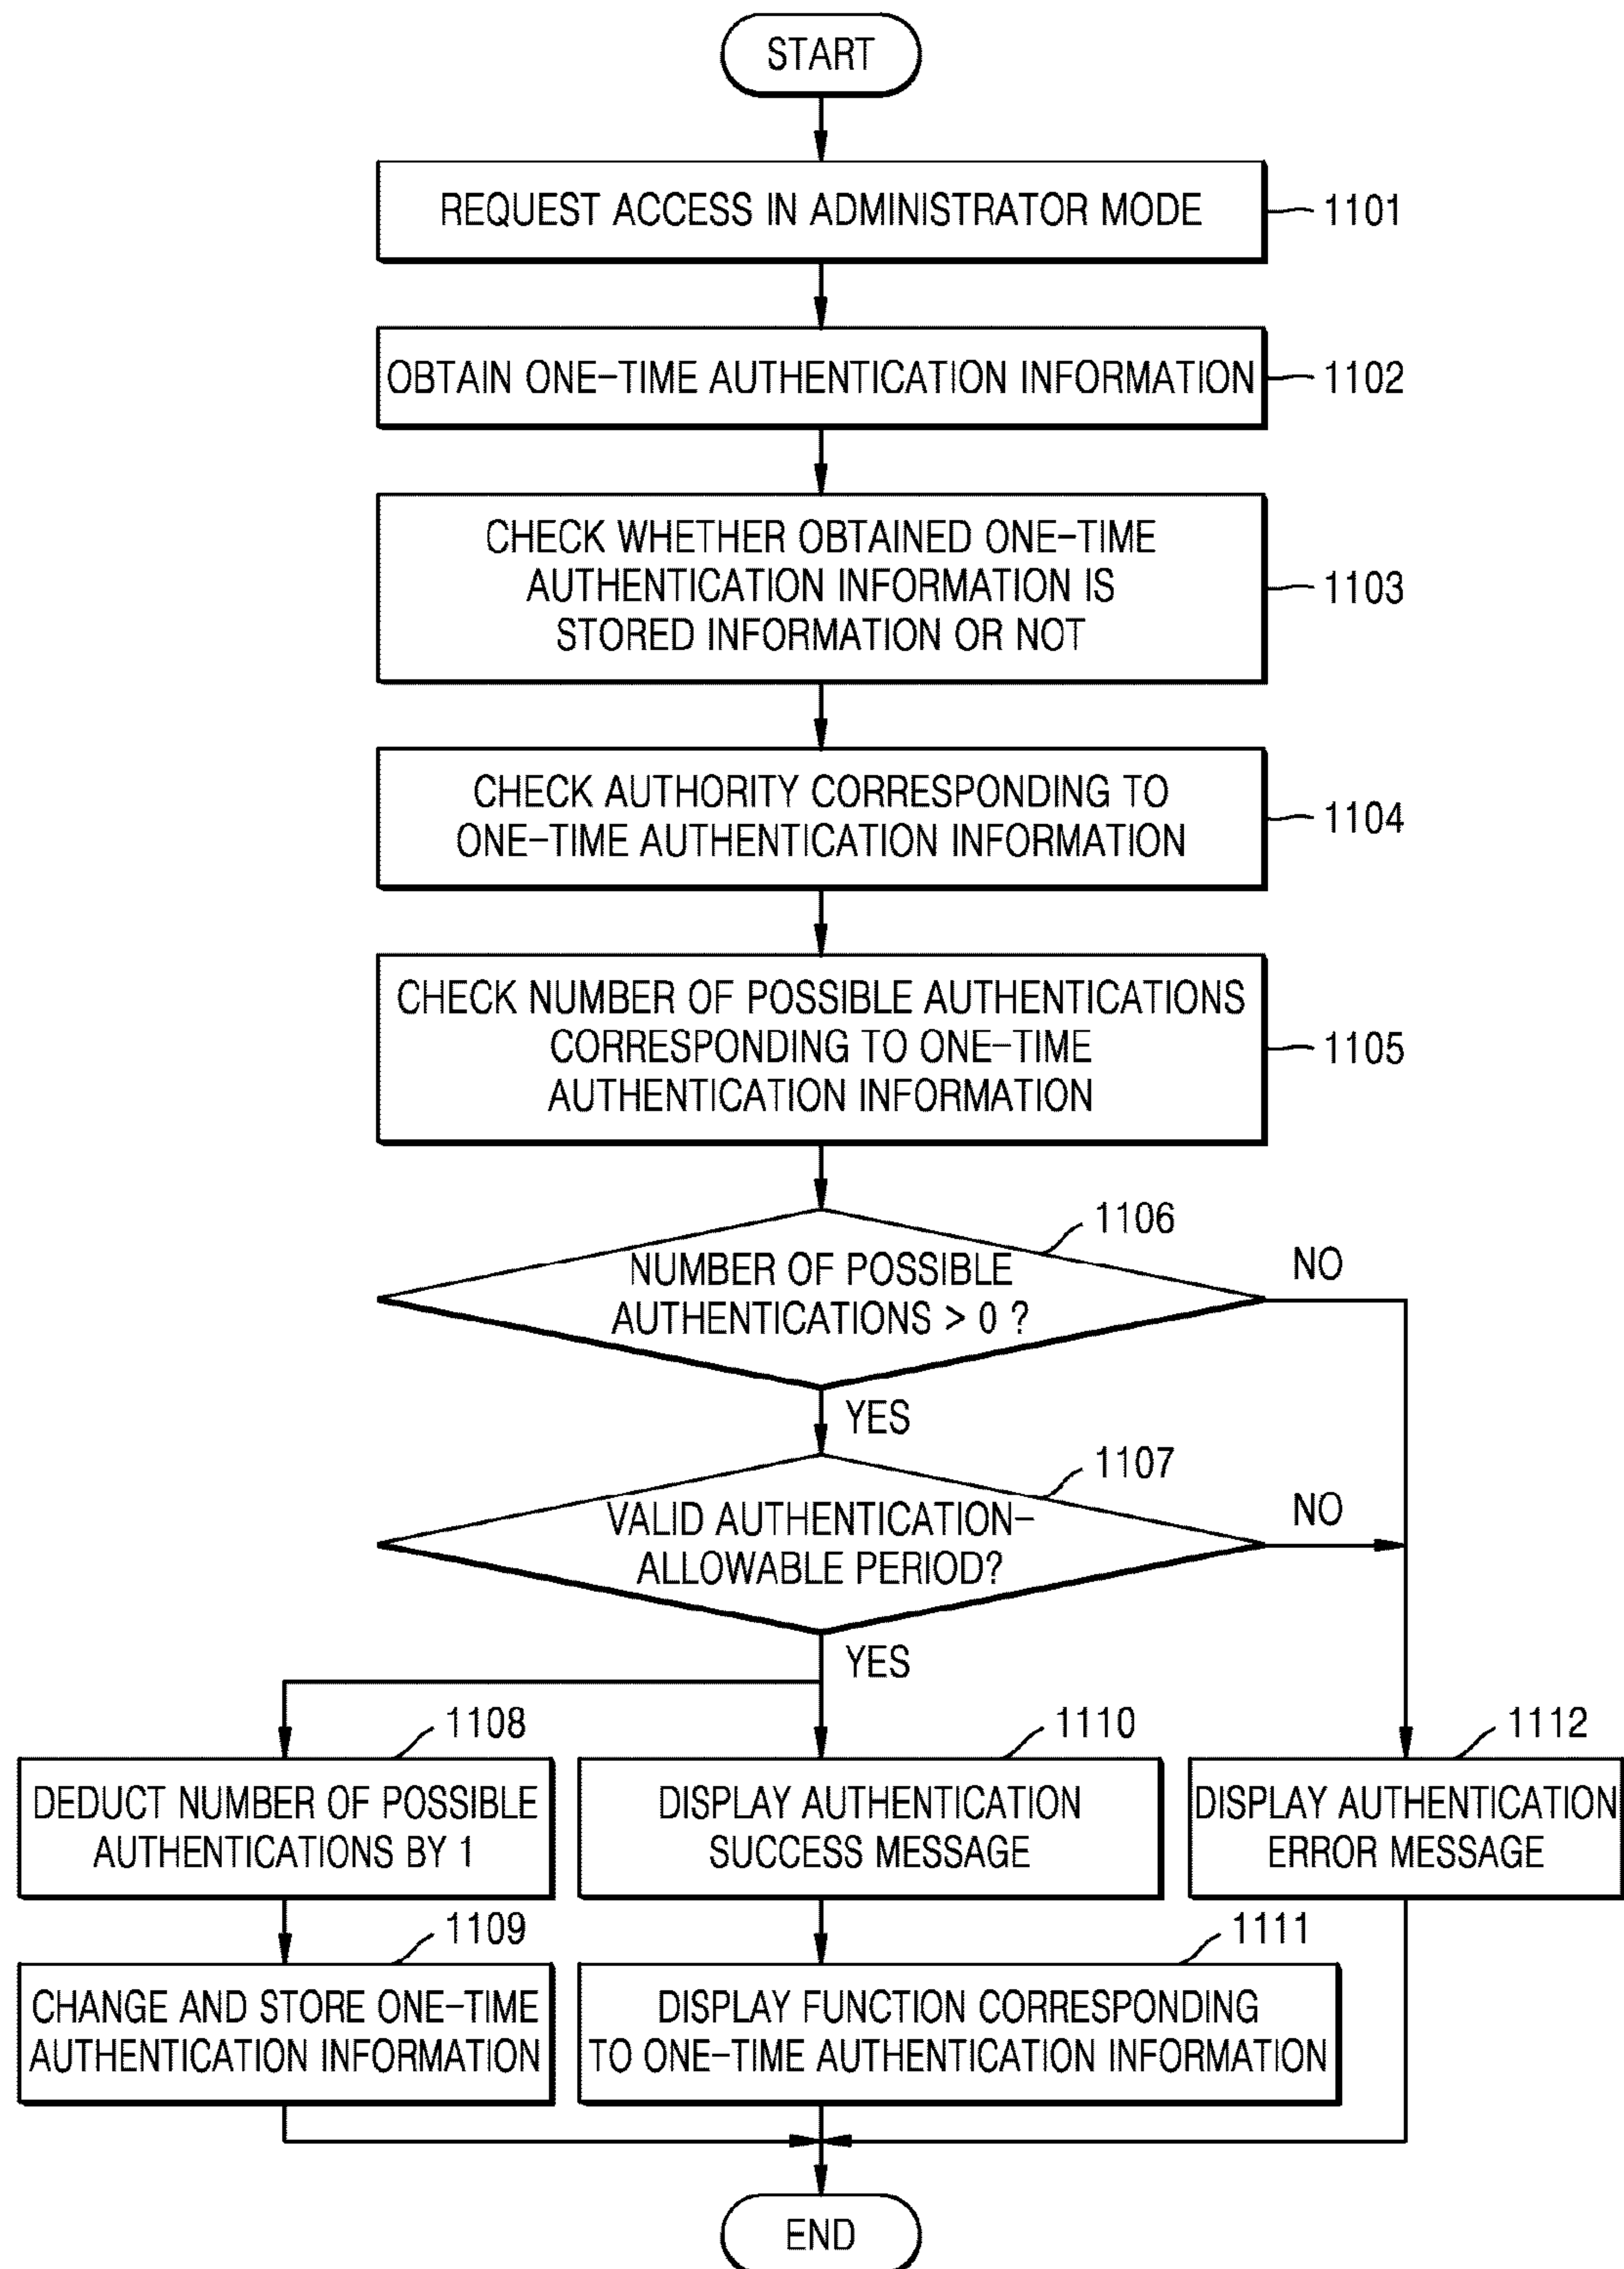 START
REQUEST ACCESS IN ADMINISTRATOR MODE
1101
OBTAIN ONE-TIME AUTHENTICATION INFORMATION
1102
CHECK WHETHER OBTAINED ONE-TIME
AUTHENTICATION INFORMATION IS
STORED INFORMATION OR NOT
1103
CHECK AUTHORITY CORRESPONDING TO
ONE-TIME AUTHENTICATION INFORMATION
1104
CHECK NUMBER OF POSSIBLE AUTHENTICATIONS
CORRESPONDING TO ONE-TIME
AUTHENTICATION INFORMATION
1105
1106
NUMBER OF POSSIBLE
AUTHENTICATIONS > 0 ?
NO
YES
1107
VALID AUTHENTICATION-
ALLOWABLE PERIOD?
NO
YES
1108
DEDUCT NUMBER OF POSSIBLE
AUTHENTICATIONS BY 1
1110
DISPLAY AUTHENTICATION
SUCCESS MESSAGE
1112
DISPLAY AUTHENTICATION
ERROR MESSAGE
1109
CHANGE AND STORE ONE-TIME
AUTHENTICATION INFORMATION
1111
DISPLAY FUNCTION CORRESPONDING
TO ONE-TIME AUTHENTICATION INFORMATION
END